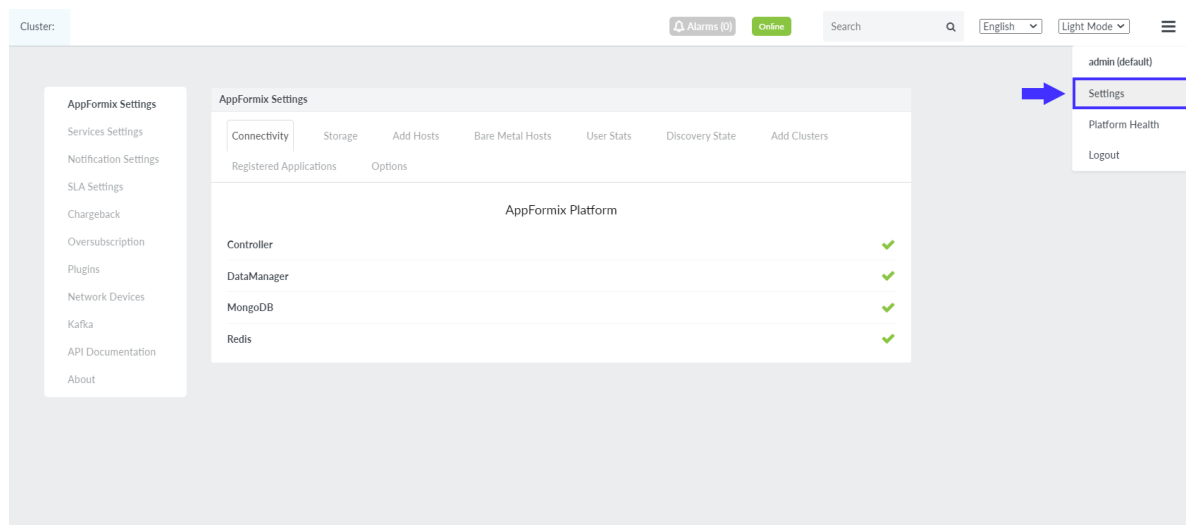 Cluster:
Alarms (0)
Online
Search
English
Light Mode
admin (default)
Settings
Platform Health
Logout
AppFormix Settings
Services Settings
Notification Settings
SLA Settings
Chargeback
Oversubscription
Plugins
Network Devices
Kafka
API Documentation
About
AppFormix Settings
Connectivity Storage Add Hosts Bare Metal Hosts User Stats Discovery State Add Clusters
Registered Applications Options
AppFormix Platform
Controller
DataManager
MongoDB
Redis